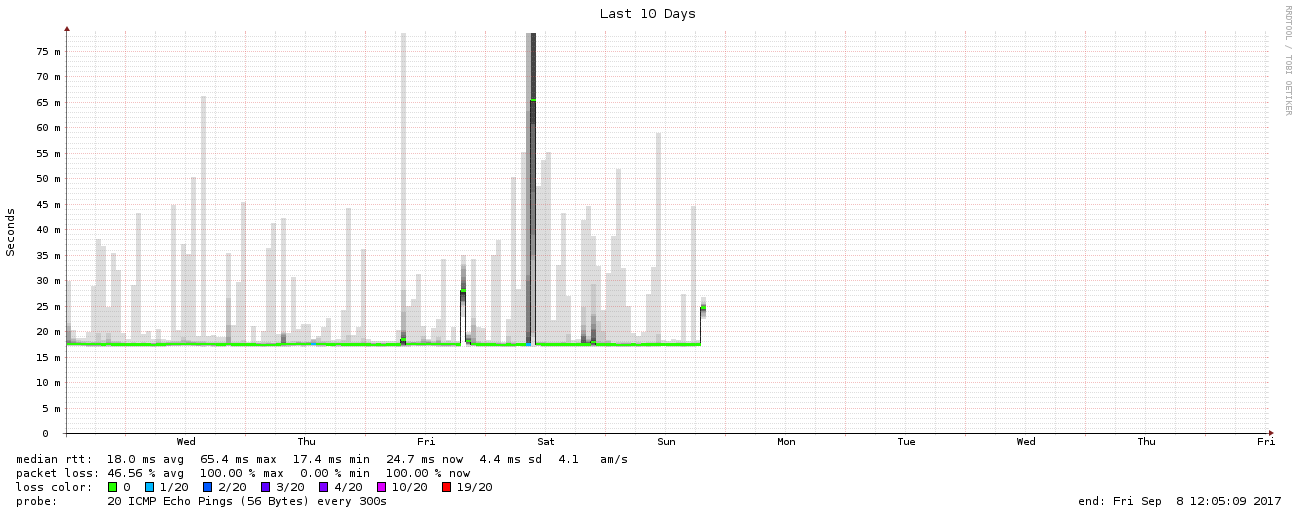 Last 10 Days
RRDTOOL / TOBI OETIKER
Seconds
75 m
70 m
65 m
60 m
55 m
50 m
45 m
40 m
35 m
30 m
25 m
20 m
15 m
10 m
5 m
0
Wed Thu Fri Sat Sun Mon Tue Wed Thu Fri
median rtt: 18.0 ms avg 65.4 ms max 17.4 ms min 24.7 ms now 4.4 ms sd 4.1 am/s
packet loss: 46.56 % avg 100.00 % max 0.00 % min 100.00 % now
loss color: 0 1/20 2/20 3/20 4/20 10/20 19/20
probe: 20 ICMP Echo Pings (56 Bytes) every 300s end: Fri Sep 8 12:05:09 2017